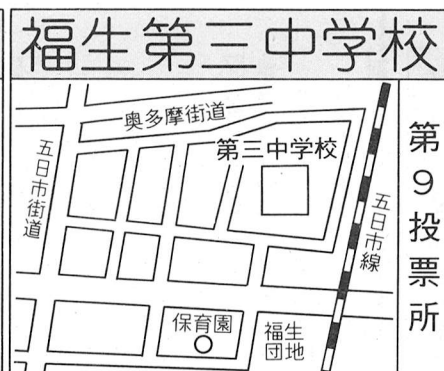 福生第三中学校
第9投票所
奥多摩街道
第三中学校
五日市街道
五日市線
保育園
福生
団地